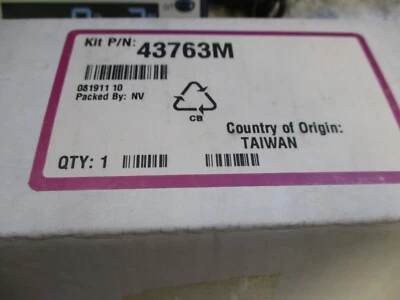 Kit P/N: 43763M
081911 10
Packed By: NV
CB
Country of Origin:
TAIWAN
QTY: 1